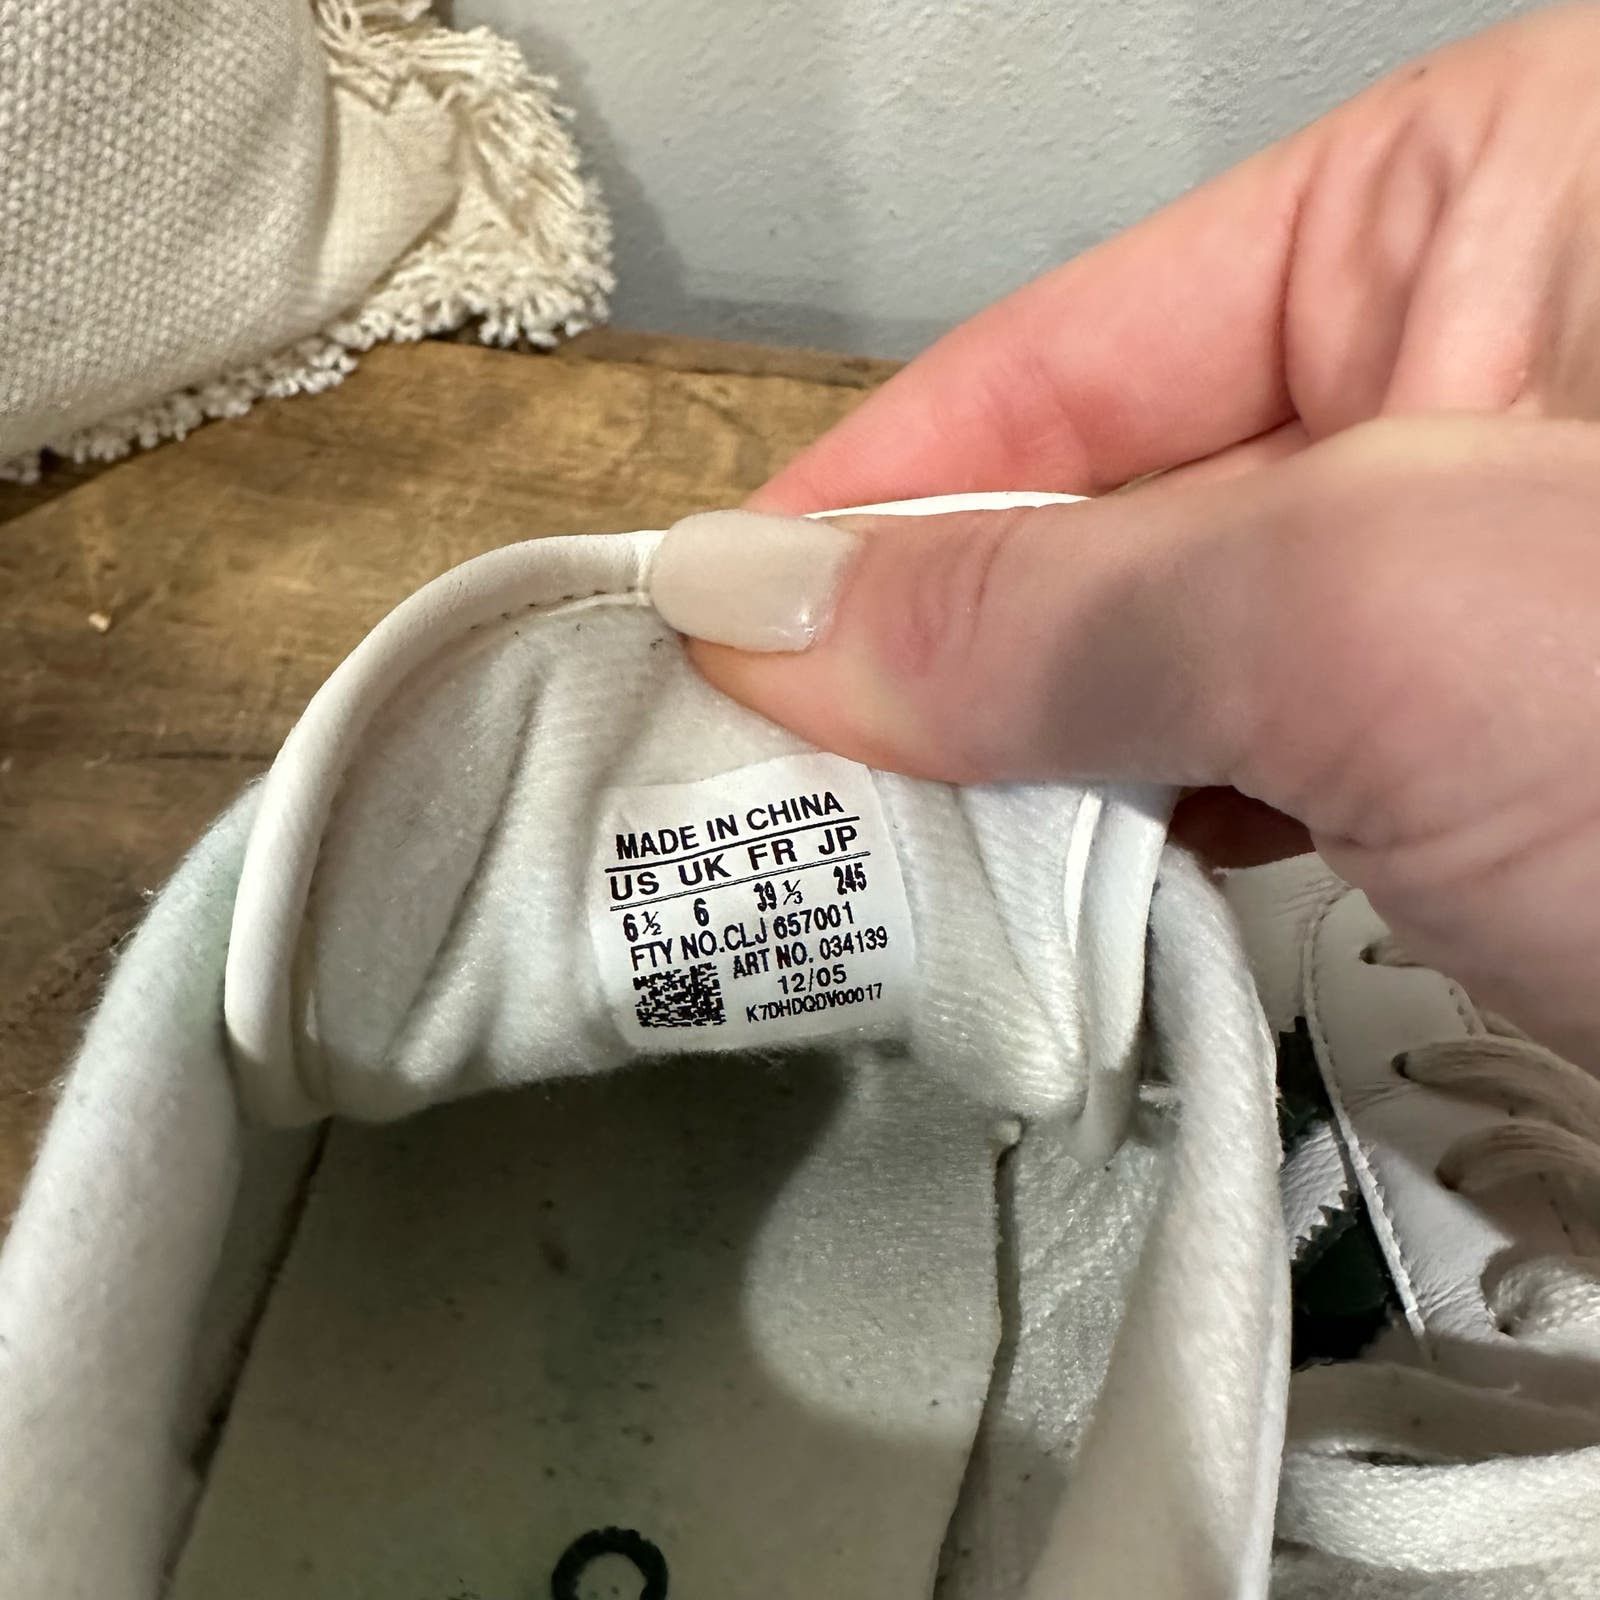 MADE IN CHINA
US UK FR JP
6½ 6 39⅓ 245
FTY NO.CLJ 657001
ART NO. 034139
12/05
K7DHDQDV00017